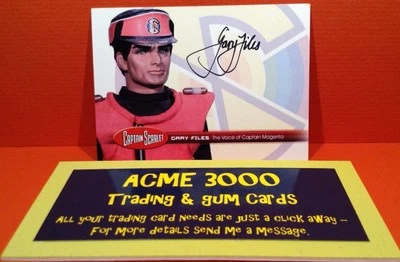 Gary Files
CAPTAIN SCARLET GARY FILES The Voice of Captain Magenta
ACME 3000
Trading & Gum Cards
All your trading card needs are just a click away --
For more details send me a message.